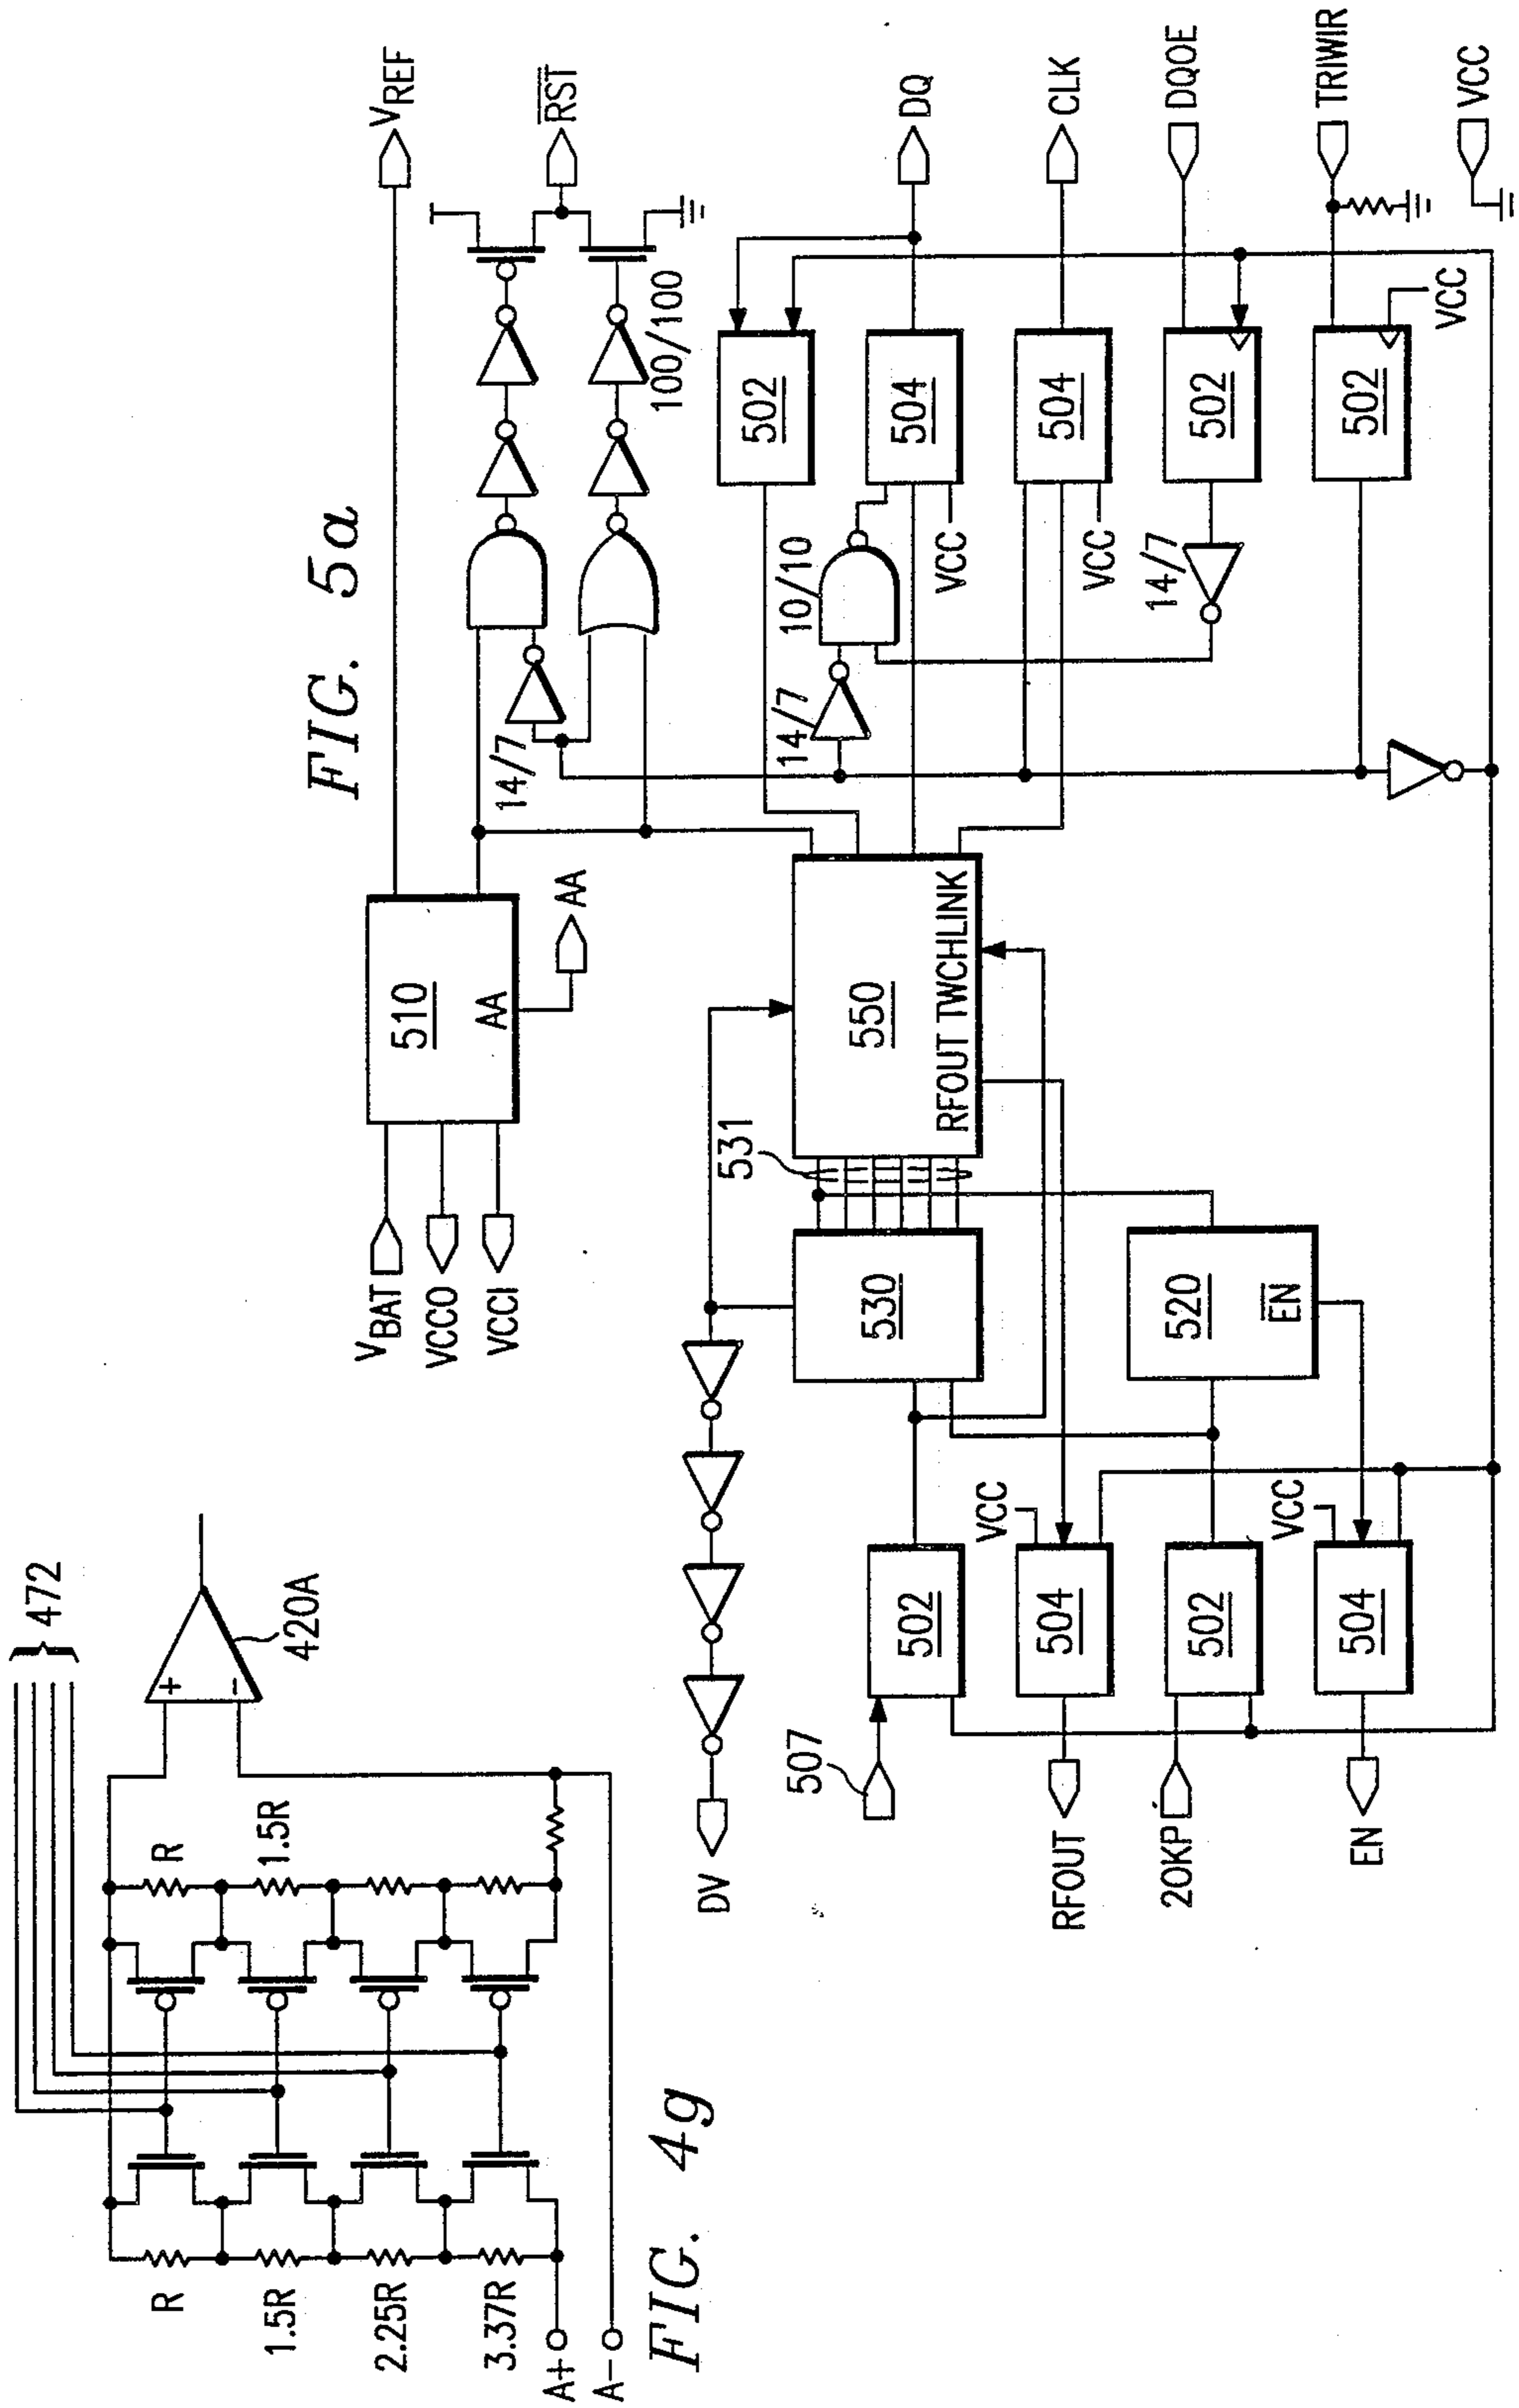 472
420A
R
1.5R
R
1.5R
2.25R
3.37R
A+
A-
+
-
FIG. 4g
FIG. 5a
VBAT
VCCO
VCCI
510
AA
AA
VREF
RST
14/7
100/100
531
530
550
RFOUT TWCHLINK
520
EN
DV
507
502
VCC
504
RFOUT
20KP
502
VCC
504
EN
502
504
VCC
10/10
14/7
504
VCC
502
14/7
502
VCC
DQ
CLK
DQOE
TRIWIR
VCC